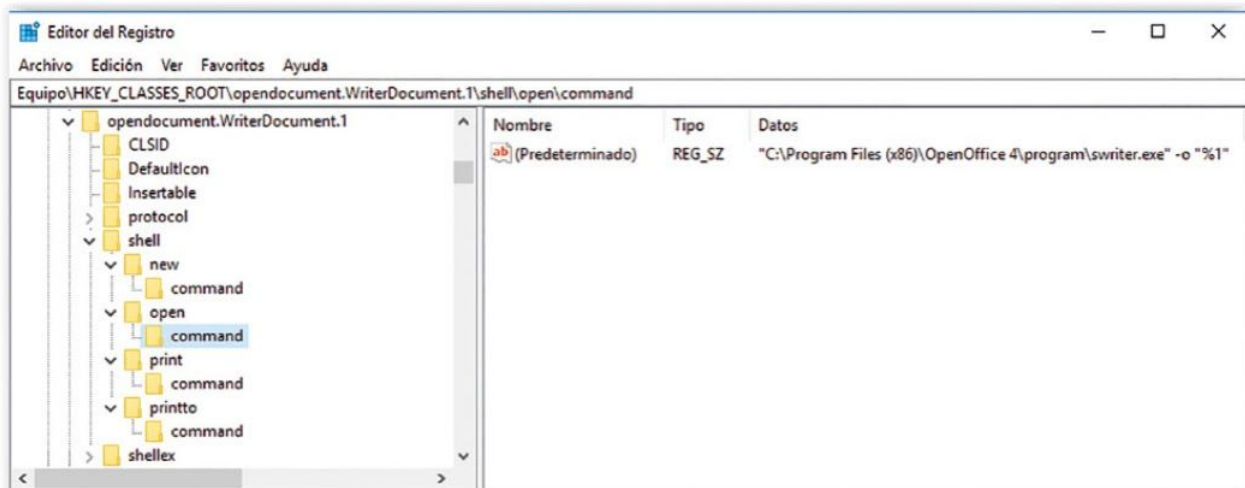 Editor del Registro
Archivo Edición Ver Favoritos Ayuda
Equipo\HKEY_CLASSES_ROOT\opendocument.WriterDocument.1\shell\open\command
opendocument.WriterDocument.1
CLSID
DefaultIcon
Insertable
protocol
shell
new
command
open
command
print
command
printto
command
shellex
Nombre Tipo Datos
ab (Predeterminado) REG_SZ "C:\Program Files (x86)\OpenOffice 4\program\swriter.exe" -o "%1"